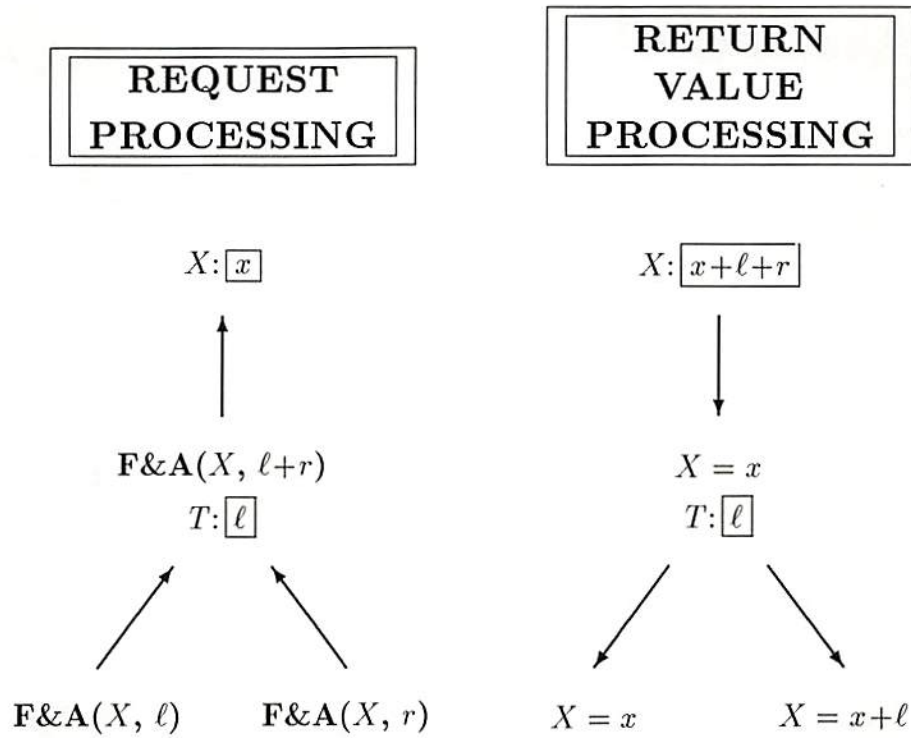 REQUEST
PROCESSING
X: x
F&A(X, ℓ+r)
T: ℓ
F&A(X, ℓ)
F&A(X, r)
RETURN
VALUE
PROCESSING
X: x+ℓ+r
X = x
T: ℓ
X = x
X = x+ℓ